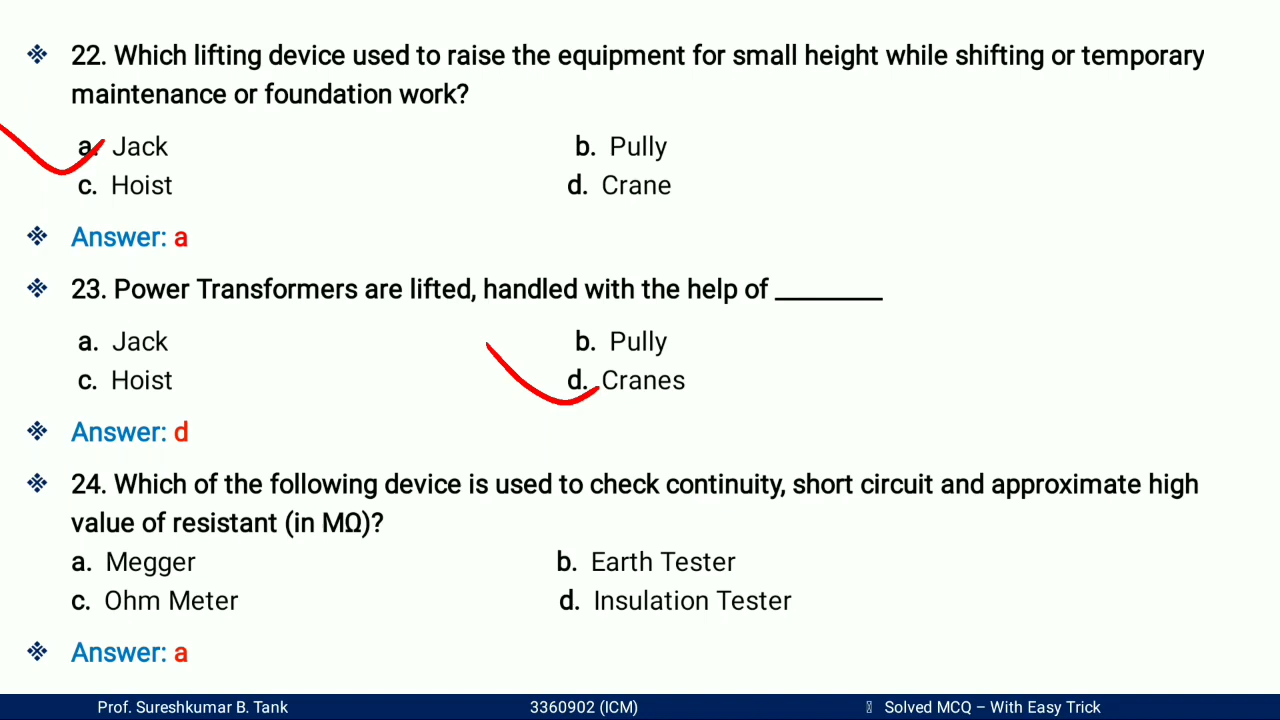 22. Which lifting device used to raise the equipment for small height while shifting or temporary
maintenance or foundation work?
a. Jack b. Pully
c. Hoist d. Crane
Answer: a
23. Power Transformers are lifted, handled with the help of _________
a. Jack b. Pully
c. Hoist d. Cranes
Answer: d
24. Which of the following device is used to check continuity, short circuit and approximate high
value of resistant (in MΩ)?
a. Megger b. Earth Tester
c. Ohm Meter d. Insulation Tester
Answer: a
Prof. Sureshkumar B. Tank 3360902 (ICM) Solved MCQ – With Easy Trick